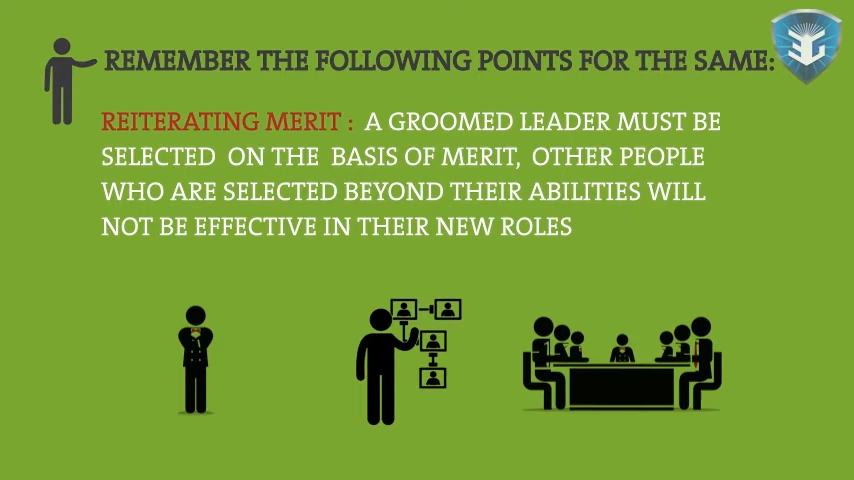 REMEMBER THE FOLLOWING POINTS FOR THE SAME:
REITERATING MERIT : A GROOMED LEADER MUST BE
SELECTED ON THE BASIS OF MERIT, OTHER PEOPLE
WHO ARE SELECTED BEYOND THEIR ABILITIES WILL
NOT BE EFFECTIVE IN THEIR NEW ROLES